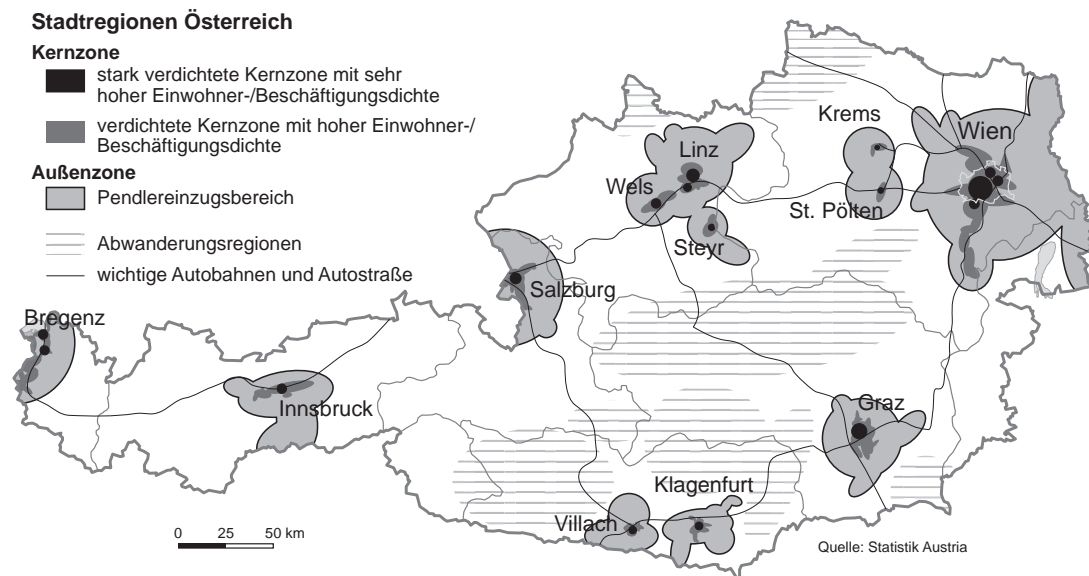 Stadtregionen Österreich
Kernzone
stark verdichtete Kernzone mit sehr
hoher Einwohner-/Beschäftigungsdichte
verdichtete Kernzone mit hoher Einwohner-/
Beschäftigungsdichte
Außenzone
Pendlereinzugsbereich
Abwanderungsregionen
wichtige Autobahnen und Autostraße
Krems
Wien
Linz
Wels
St. Pölten
Steyr
Salzburg
Bregenz
Innsbruck
Graz
Klagenfurt
Villach
0 25 50 km
Quelle: Statistik Austria